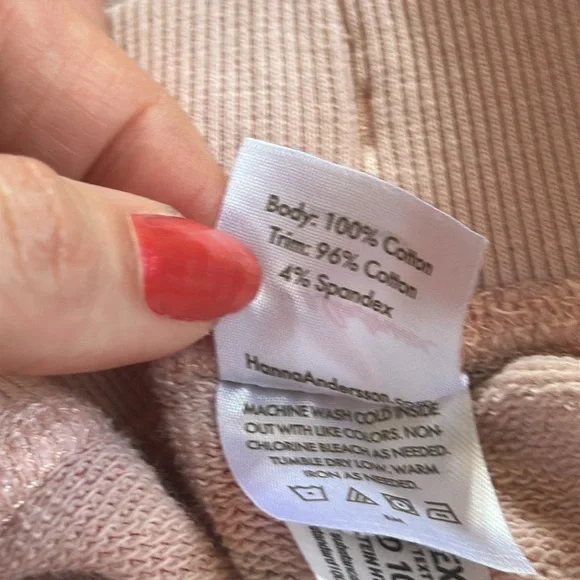 Body: 100% Cotton
Trim: 96% Cotton
4% Spandex
HannaAndersson.com
MACHINE WASH COLD INSIDE
OUT WITH LIKE COLORS. NON-
CHLORINE BLEACH AS NEEDED.
TUMBLE DRY LOW. WARM
IRON AS NEEDED.